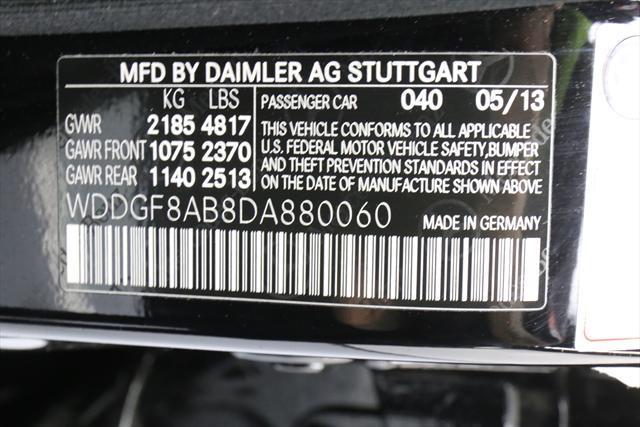 MFD BY DAIMLER AG STUTTGART
KG LBS
GVWR 2185 4817
GAWR FRONT 1075 2370
GAWR REAR 1140 2513
PASSENGER CAR 040 05/13
THIS VEHICLE CONFORMS TO ALL APPLICABLE
U.S. FEDERAL MOTOR VEHICLE SAFETY, BUMPER
AND THEFT PREVENTION STANDARDS IN EFFECT
ON THE DATE OF MANUFACTURE SHOWN ABOVE.
WDDGF8AB8DA880060
MADE IN GERMANY